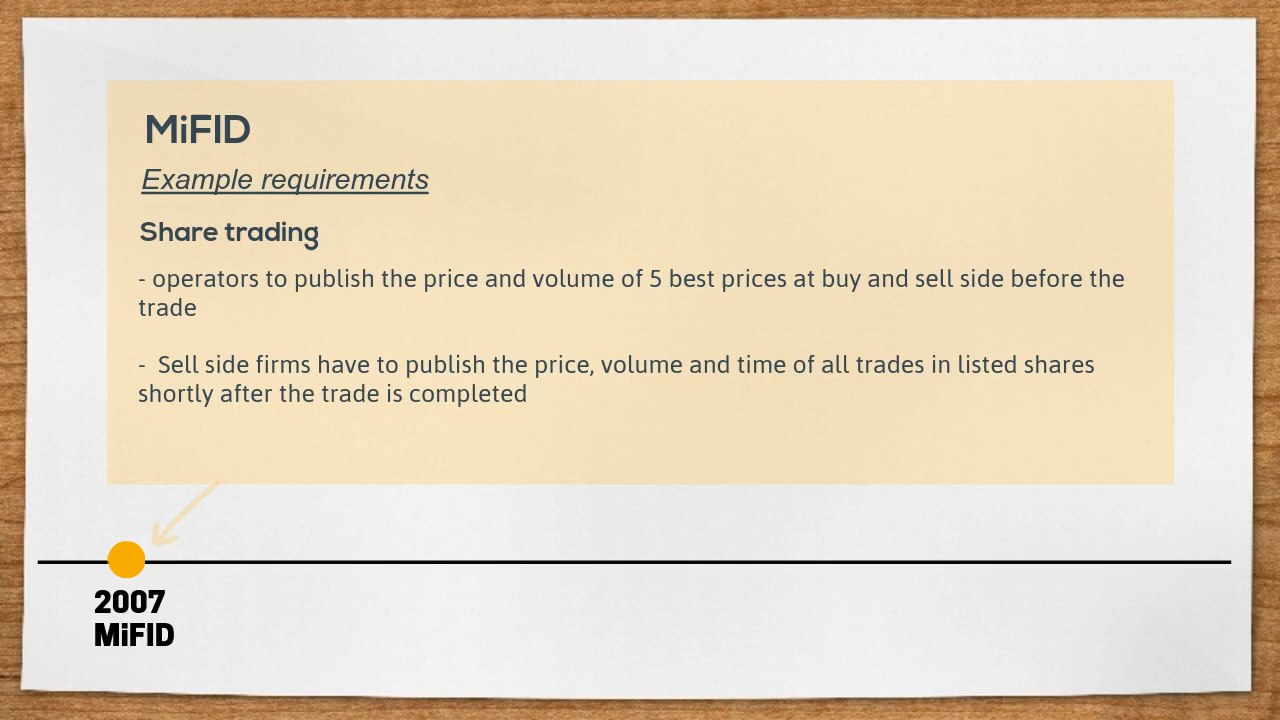 MiFID
Example requirements
Share trading
- operators to publish the price and volume of 5 best prices at buy and sell side before the
trade
-  Sell side firms have to publish the price, volume and time of all trades in listed shares
shortly after the trade is completed
2007
MiFID